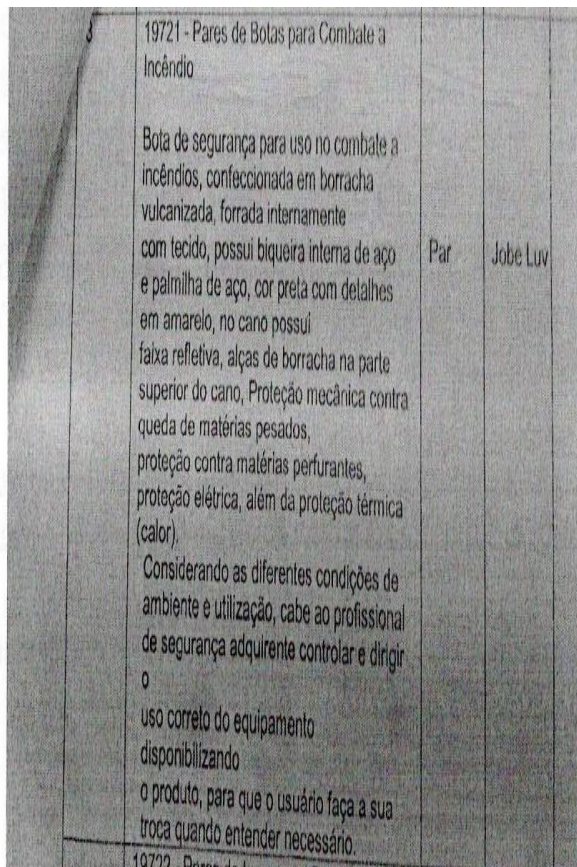 3
19721 - Pares de Botas para Combate a
Incêndio
Bota de segurança para uso no combate a
incêndios, confeccionada em borracha
vulcanizada, forrada internamente
com tecido, possui biqueira interna de aço
e palmilha de aço, cor preta com detalhes
em amarelo, no cano possui
faixa refletiva, alças de borracha na parte
superior do cano, Proteção mecânica contra
queda de matérias pesados,
proteção contra matérias perfurantes,
proteção elétrica, além da proteção térmica
(calor).
Considerando as diferentes condições de
ambiente e utilização, cabe ao profissional
de segurança adquirente controlar e dirigir
o
uso correto do equipamento
disponibilizando
o produto, para que o usuário faça a sua
troca quando entender necessário.
Par
Jobe Luv
19722 - Pares de